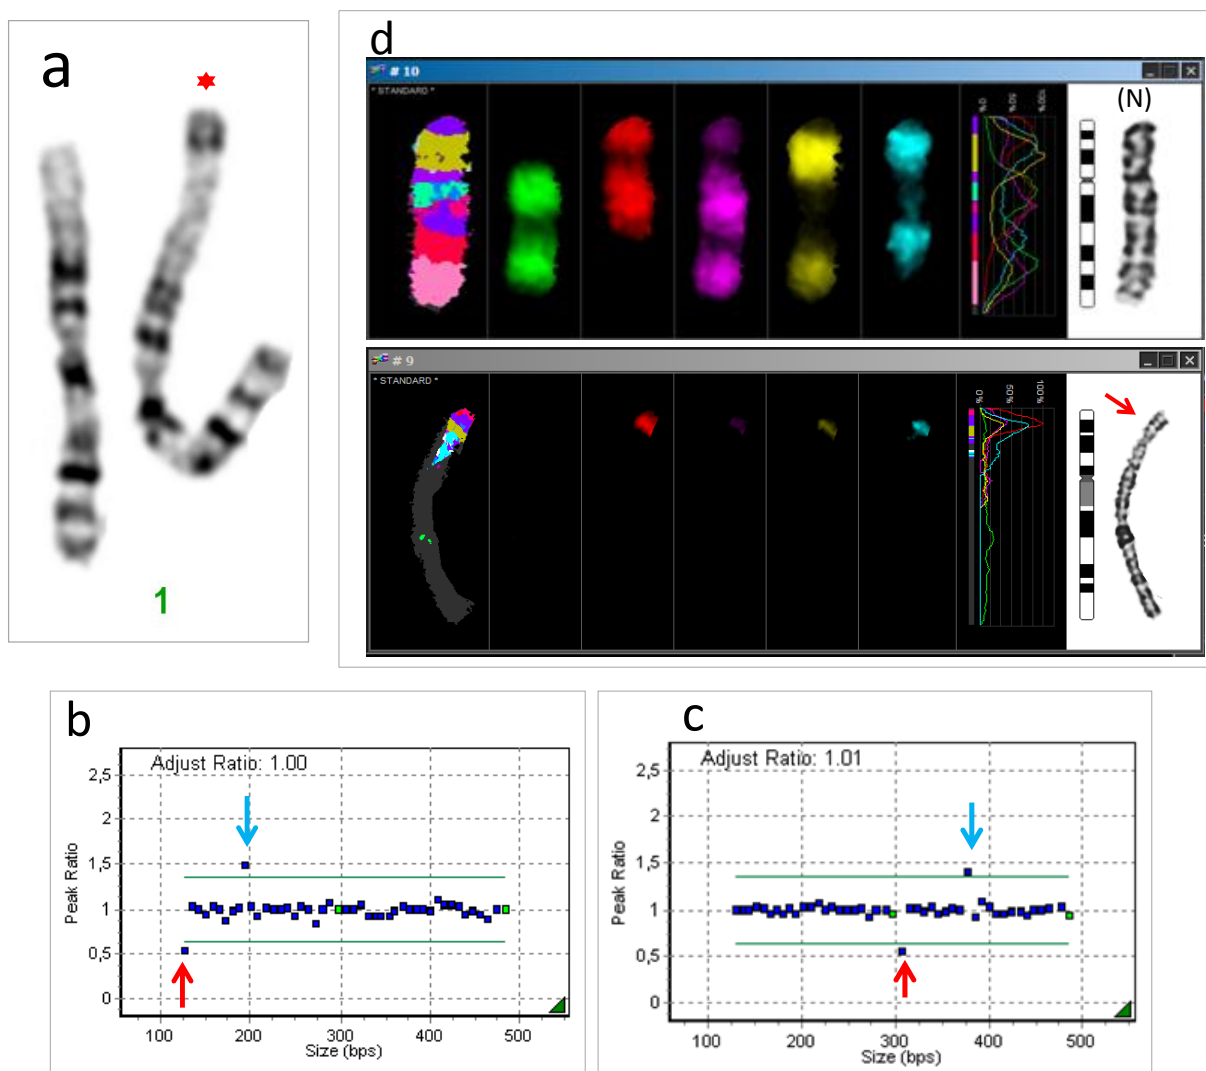 a
1
d
# 10
* STANDARD *
0%
50%
100%
(N)
# 9
* STANDARD *
0%
50%
100%
b
Adjust Ratio: 1.00
2,5
2
1,5
1
0,5
0
Peak Ratio
100 200 300 400 500
Size (bps)
c
Adjust Ratio: 1.01
2,5
2
1,5
1
0,5
0
Peak Ratio
100 200 300 400 500
Size (bps)